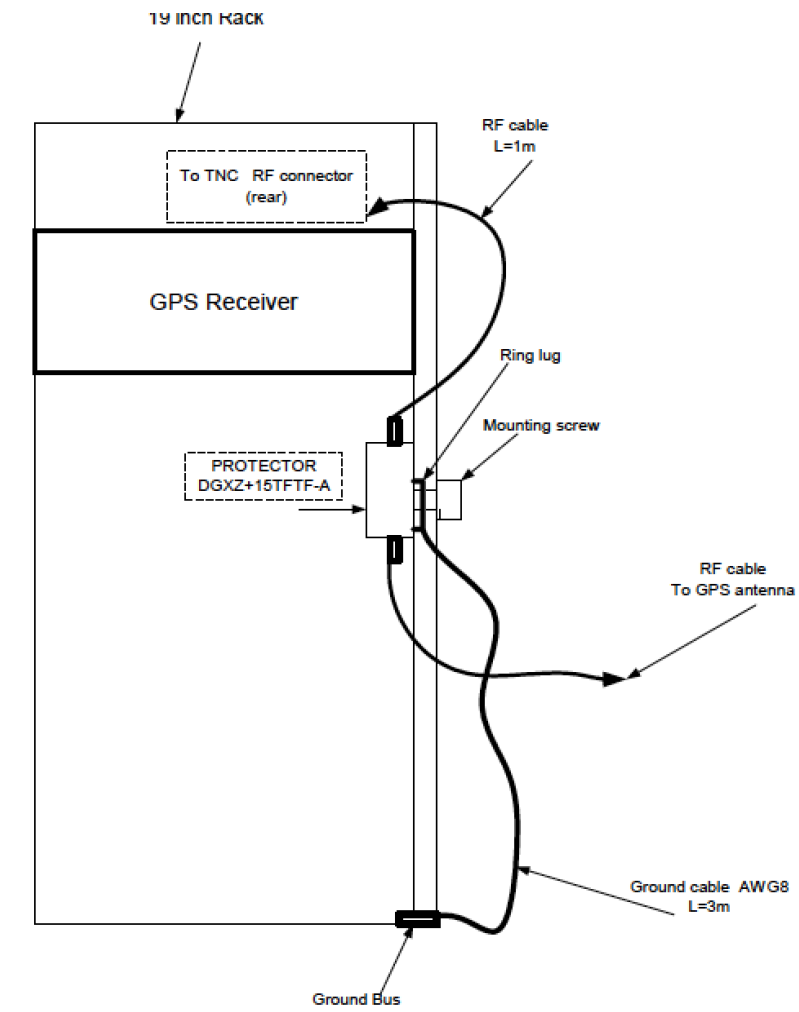 19 inch Rack
RF cable
L=1m
To TNC RF connector
(rear)
GPS Receiver
Ring lug
Mounting screw
PROTECTOR
DGXZ+15TFTF-A
RF cable
To GPS antenna
Ground cable AWG8
L=3m
Ground Bus